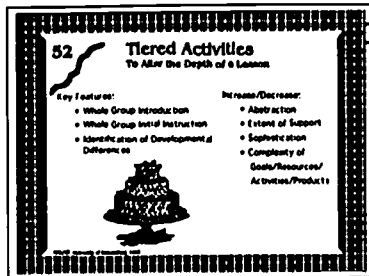 52
Tiered Activities
To Alter the Depth of a Lesson
Key Features:
• Whole Group Introduction
• Whole Group Initial Instruction
• Identification of Developmental
Differences
Increase/Decrease:
• Abstraction
• Extent of Support
• Sophistication
• Complexity of
Goals/Resources/
Activities/Products